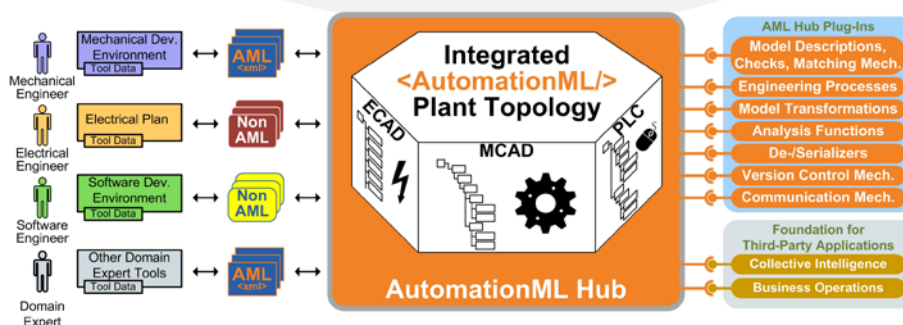 Mechanical Dev.
Environment
Tool Data
Mechanical
Engineer
AML
<xml>
Electrical Plan
Tool Data
Electrical
Engineer
Non
AML
Software Dev.
Environment
Tool Data
Software
Engineer
Non
AML
Other Domain
Expert Tools
Tool Data
Domain
Expert
AML
<xml>
Integrated
<AutomationML/>
Plant Topology
ECAD
MCAD
PLC
AutomationML Hub
AML Hub Plug-Ins
Model Descriptions,
Checks, Matching Mech.
Engineering Processes
Model Transformations
Analysis Functions
De-/Serializers
Version Control Mech.
Communication Mech.
Foundation for
Third-Party Applications
Collective Intelligence
Business Operations